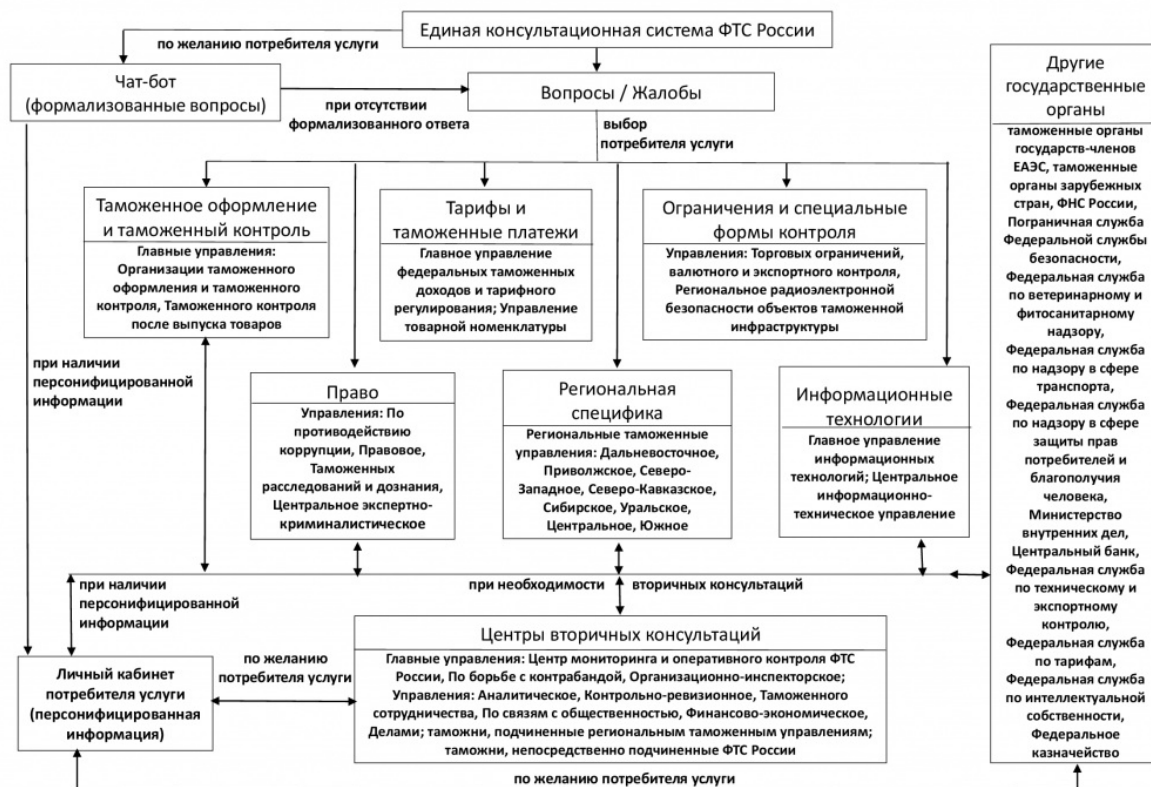 Единая консультационная система ФТС России
по желанию потребителя услуги
Чат-бот
(формализованные вопросы)
при отсутствии
формализованного ответа
Вопросы / Жалобы
выбор
потребителя услуги
Таможенное оформление
и таможенный контроль
Главные управления:
Организации таможенного
оформления и таможенного
контроля, Таможенного контроля
после выпуска товаров
Тарифы и
таможенные платежи
Главное управление
федеральных таможенных
доходов и тарифного
регулирования; Управление
товарной номенклатуры
Ограничения и специальные
формы контроля
Управления: Торговых ограничений,
валютного и экспортного контроля,
Региональное радиоэлектронной
безопасности объектов таможенной
инфраструктуры
при наличии
персонифицированной
информации
Право
Управления: По
противодействию
коррупции, Правовое,
Таможенных
расследований и дознания,
Центральное экспертно-
криминалистическое
Региональная
специфика
Региональные таможенные
управления: Дальневосточное,
Приволжское, Северо-
Западное, Северо-Кавказское,
Сибирское, Уральское,
Центральное, Южное
Информационные
технологии
Главное управление
информационных
технологий; Центральное
информационно-
техническое управление
при наличии
персонифицированной
информации
при необходимости
вторичных консультаций
Личный кабинет
потребителя услуги
(персонифицированная
информация)
по желанию
потребителя услуги
Центры вторичных консультаций
Главные управления: Центр мониторинга и оперативного контроля ФТС
России, По борьбе с контрабандой, Организационно-инспекторское;
Управления: Аналитическое, Контрольно-ревизионное, Таможенного
сотрудничества, По связям с общественностью, Финансово-экономическое,
Делами; таможни, подчиненные региональным таможенным управлениям;
таможни, непосредственно подчиненные ФТС России
по желанию потребителя услуги
Другие
государственные
органы
таможенные органы
государств-членов
ЕАЭС, таможенные
органы зарубежных
стран, ФНС России,
Пограничная служба
Федеральной службы
безопасности,
Федеральная служба
по ветеринарному и
фитосанитарному
надзору,
Федеральная служба
по надзору в сфере
транспорта,
Федеральная служба
по надзору в сфере
защиты прав
потребителей и
благополучия
человека,
Министерство
внутренних дел,
Центральный банк,
Федеральная служба
по техническому и
экспортному
контролю,
Федеральная служба
по тарифам,
Федеральная служба
по интеллектуальной
собственности,
Федеральное
казначейство